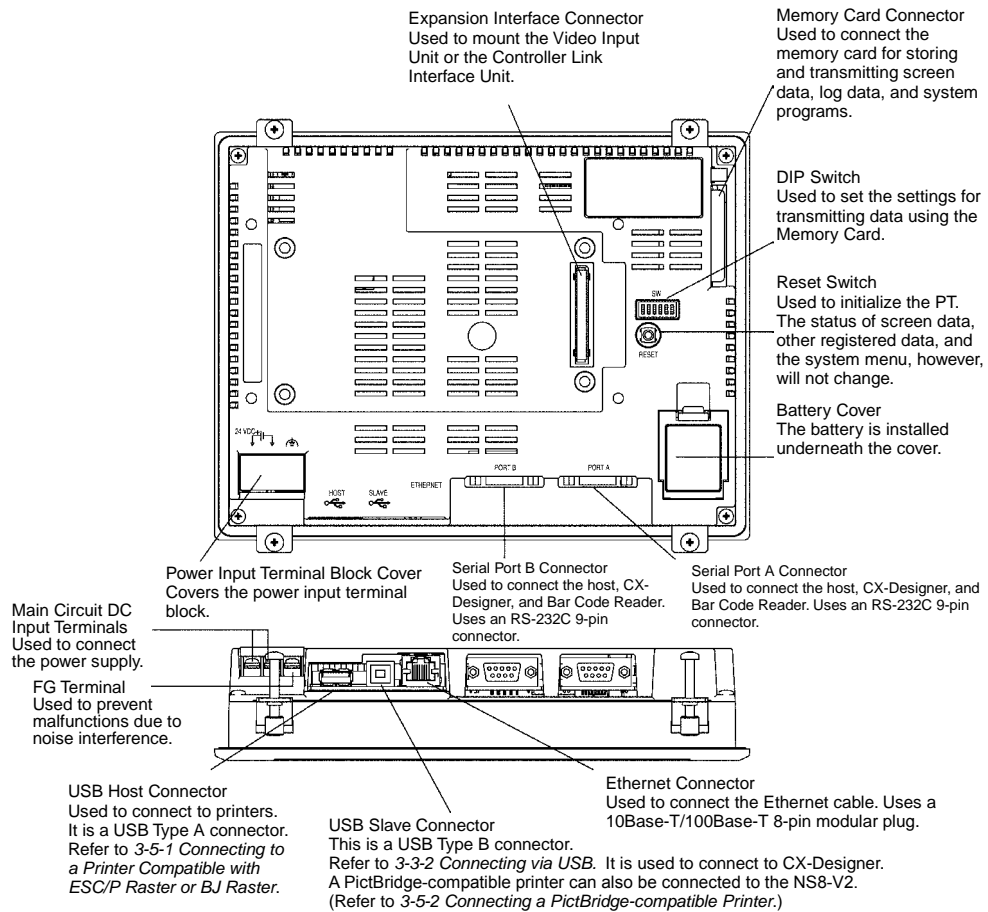 Expansion Interface Connector
Used to mount the Video Input
Unit or the Controller Link
Interface Unit.
Memory Card Connector
Used to connect the
memory card for storing
and transmitting screen
data, log data, and system
programs.
DIP Switch
Used to set the settings for
transmitting data using the
Memory Card.
SW
Reset Switch
Used to initialize the PT.
The status of screen data,
other registered data, and
the system menu, however,
will not change.
RESET
Battery Cover
The battery is installed
underneath the cover.
24 VDC
HOST
SLAVE
ETHERNET
PORT B
PORT A
Power Input Terminal Block Cover
Covers the power input terminal
block.
Serial Port B Connector
Used to connect the host, CX-
Designer, and Bar Code Reader.
Uses an RS-232C 9-pin
connector.
Serial Port A Connector
Used to connect the host, CX-Designer, and
Bar Code Reader. Uses an RS-232C 9-pin
connector.
Main Circuit DC
Input Terminals
Used to connect
the power supply.
FG Terminal
Used to prevent
malfunctions due to
noise interference.
USB Host Connector
Used to connect to printers.
It is a USB Type A connector.
Refer to 3-5-1 Connecting to
a Printer Compatible with
ESC/P Raster or BJ Raster.
USB Slave Connector
This is a USB Type B connector.
Refer to 3-3-2 Connecting via USB. It is used to connect to CX-Designer.
A PictBridge-compatible printer can also be connected to the NS8-V2.
(Refer to 3-5-2 Connecting a PictBridge-compatible Printer.)
Ethernet Connector
Used to connect the Ethernet cable. Uses a
10Base-T/100Base-T 8-pin modular plug.